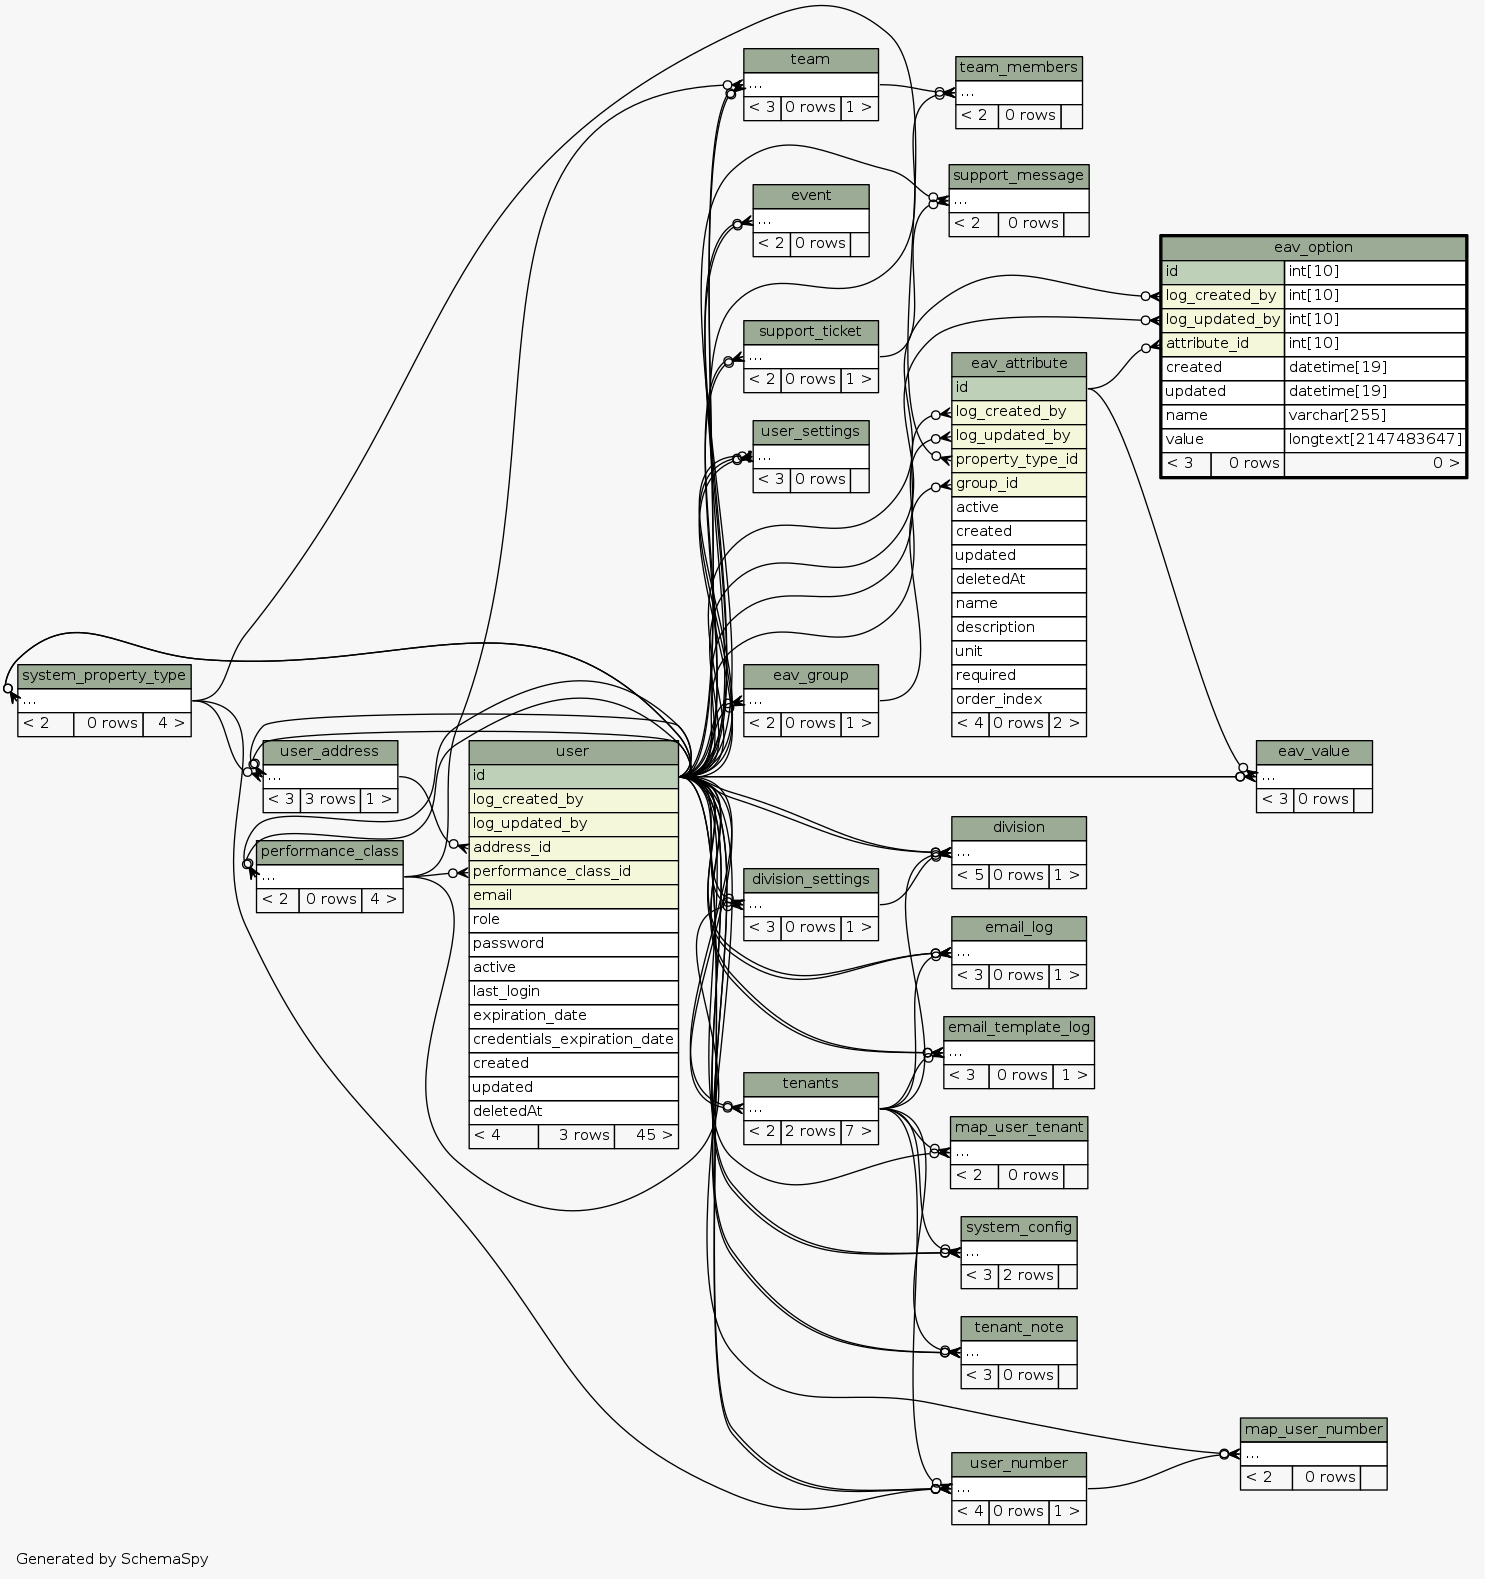 team
...
< 3 0 rows 1 >
team_members
...
< 2 0 rows
support_message
...
< 2 0 rows
event
...
< 2 0 rows
eav_option
id int[10]
log_created_by int[10]
log_updated_by int[10]
attribute_id int[10]
created datetime[19]
updated datetime[19]
name varchar[255]
value longtext[2147483647]
< 3 0 rows 0 >
support_ticket
...
< 2 0 rows 1 >
eav_attribute
id
log_created_by
log_updated_by
property_type_id
group_id
active
created
updated
deletedAt
name
description
unit
required
order_index
< 4 0 rows 2 >
user_settings
...
< 3 0 rows
system_property_type
...
< 2 0 rows 4 >
eav_group
...
< 2 0 rows 1 >
user_address
...
< 3 3 rows 1 >
user
id
log_created_by
log_updated_by
address_id
performance_class_id
email
role
password
active
last_login
expiration_date
credentials_expiration_date
created
updated
deletedAt
< 4 3 rows 45 >
eav_value
...
< 3 0 rows
performance_class
...
< 2 0 rows 4 >
division
...
< 5 0 rows 1 >
division_settings
...
< 3 0 rows 1 >
email_log
...
< 3 0 rows 1 >
email_template_log
...
< 3 0 rows 1 >
tenants
...
< 2 2 rows 7 >
map_user_tenant
...
< 2 0 rows
system_config
...
< 3 2 rows
tenant_note
...
< 3 0 rows
map_user_number
...
< 2 0 rows
user_number
...
< 4 0 rows 1 >
Generated by SchemaSpy